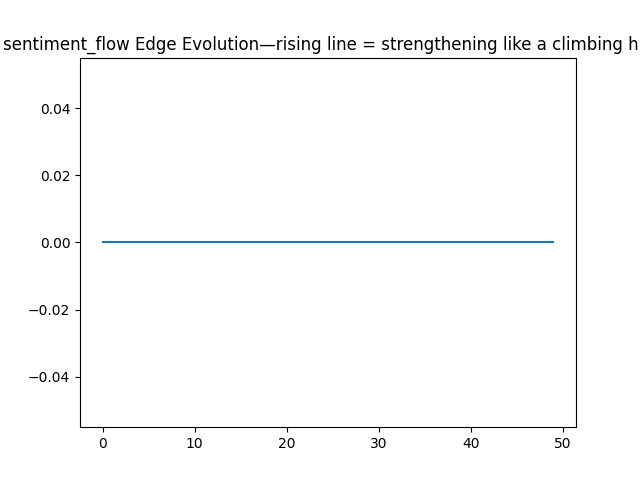 sentiment_flow Edge Evolution—rising line = strengthening like a climbing h
0.04
0.02
0.00
−0.02
−0.04
0 10 20 30 40 50